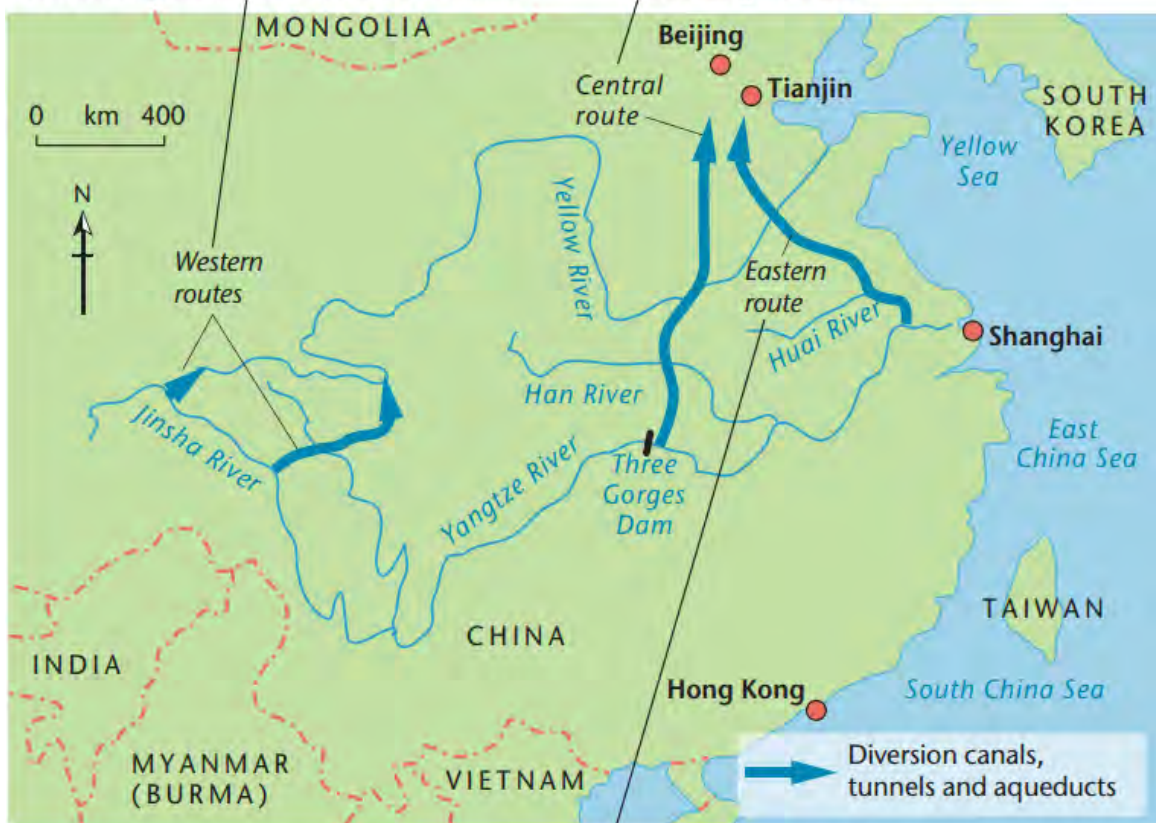 MONGOLIA
Beijing
Central
route
Tianjin
SOUTH
KOREA
0 km 400
Yellow
Sea
N
Yellow River
Western
routes
Eastern
route
Huai River
Shanghai
Han River
Jinsha River
Yangtze River
Three
Gorges
Dam
East
China Sea
TAIWAN
CHINA
INDIA
Hong Kong
South China Sea
MYANMAR
(BURMA)
VIETNAM
Diversion canals,
tunnels and aqueducts